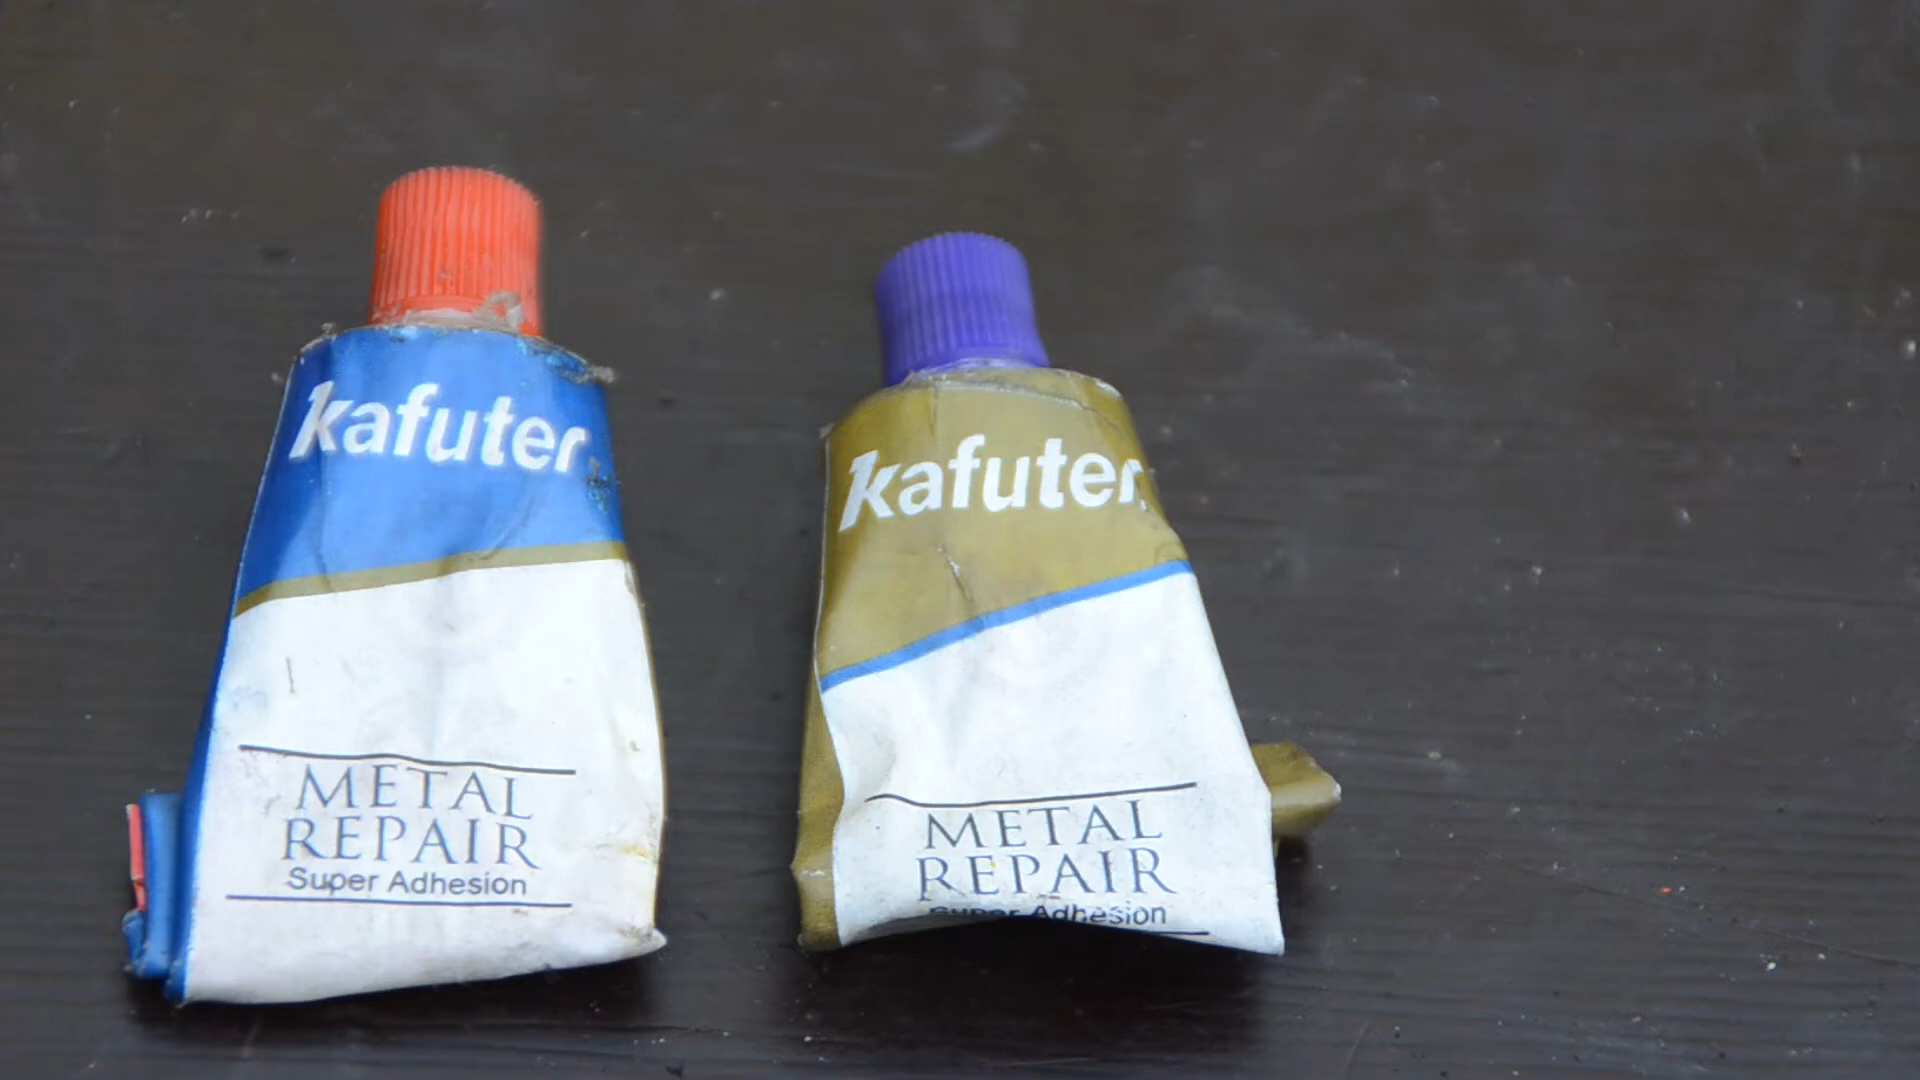 kafuter
METAL
REPAIR
Super Adhesion
kafuter
METAL
REPAIR
Super Adhesion